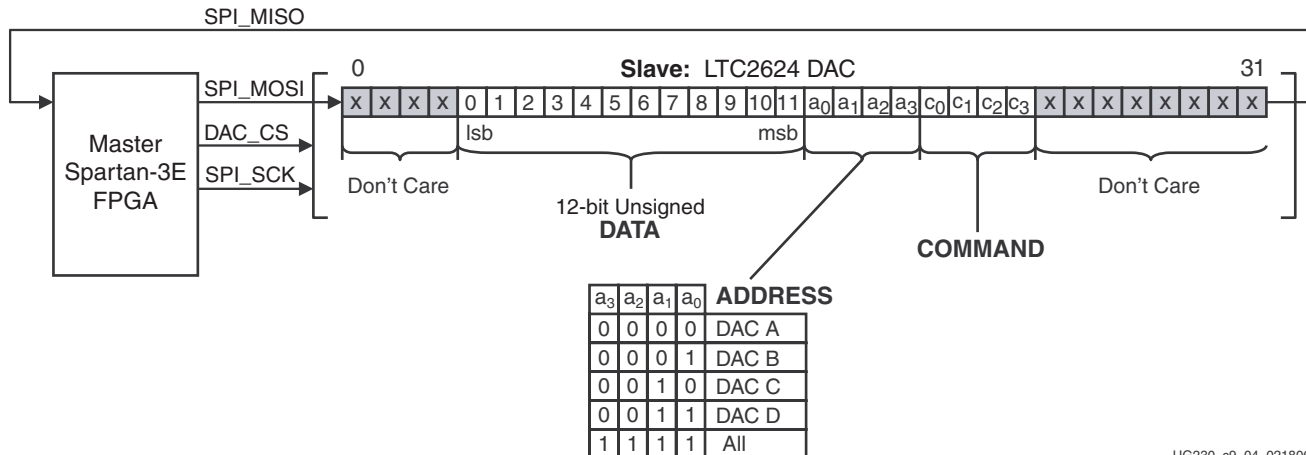 SPI_MISO
0 Slave: LTC2624 DAC 31
SPI_MOSI
X X X X 0 1 2 3 4 5 6 7 8 9 10 11 a0 a1 a2 a3 c0 c1 c2 c3 X X X X X X X X
Master
Spartan-3E
FPGA
DAC_CS
SPI_SCK
lsb msb
Don't Care
12-bit Unsigned
DATA
COMMAND
Don't Care
a3 a2 a1 a0 ADDRESS
0 0 0 0 DAC A
0 0 0 1 DAC B
0 0 1 0 DAC C
0 0 1 1 DAC D
1 1 1 1 All